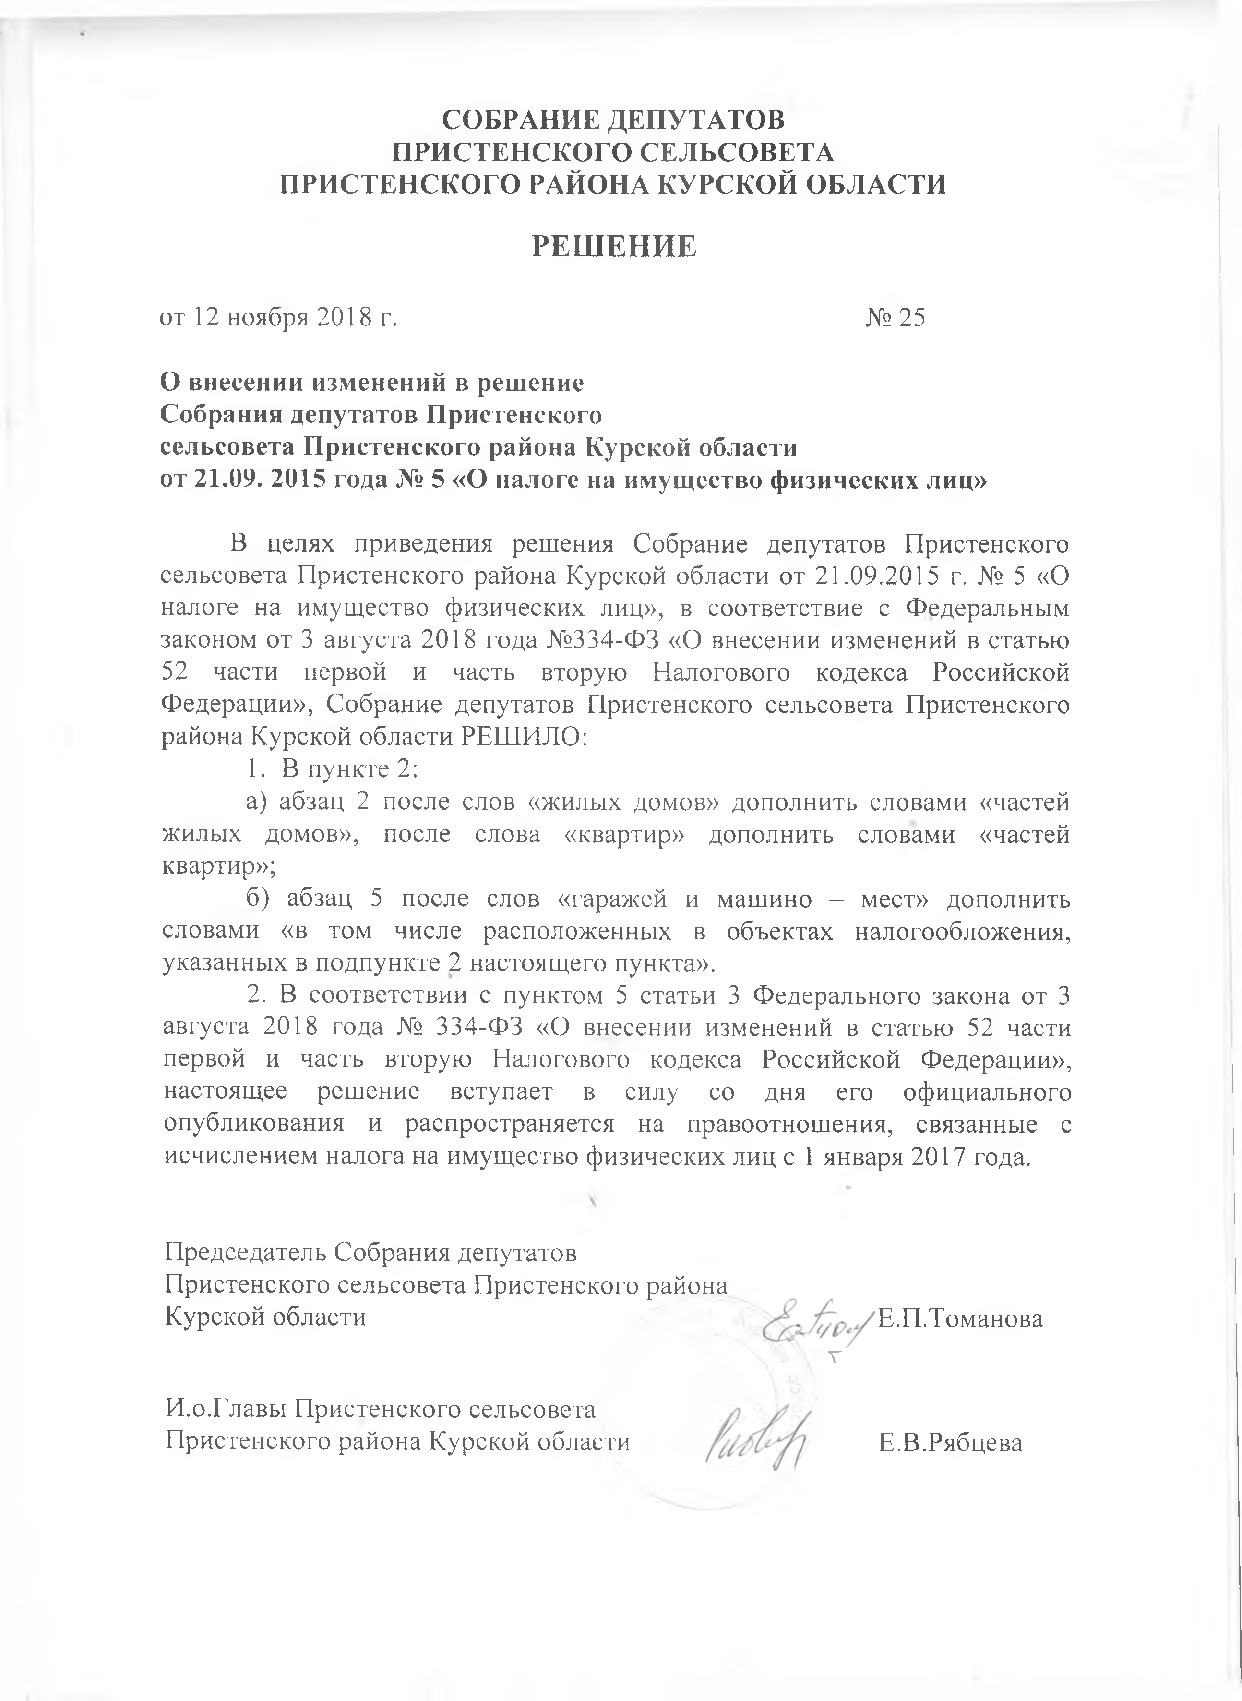 СОБРАНИЕ ДЕПУТАТОВ
ПРИСТЕНСКОГО СЕЛЬСОВЕТА
ПРИСТЕНСКОГО РАЙОНА КУРСКОЙ ОБЛАСТИ
РЕШЕНИЕ
от 12 ноября 2018 г. № 25
О внесении изменений в решение
Собрания депутатов Пристенского
сельсовета Пристенского района Курской области
от 21.09. 2015 года № 5 «О налоге на имущество физических лиц»
В целях приведения решения Собрание депутатов Пристенского
сельсовета Пристенского района Курской области от 21.09.2015 г. № 5 «О
налоге на имущество физических лиц», в соответствие с Федеральным
законом от 3 августа 2018 года №334-ФЗ «О внесении изменений в статью
52 части первой и часть вторую Налогового кодекса Российской
Федерации», Собрание депутатов Пристенского сельсовета Пристенского
района Курской области РЕШИЛО:
1. В пункте 2:
а) абзац 2 после слов «жилых домов» дополнить словами «частей
жилых домов», после слова «квартир» дополнить словами «частей
квартир»;
б) абзац 5 после слов «гаражей и машино – мест» дополнить
словами «в том числе расположенных в объектах налогообложения,
указанных в подпункте 2 настоящего пункта».
2. В соответствии с пунктом 5 статьи 3 Федерального закона от 3
августа 2018 года № 334-ФЗ «О внесении изменений в статью 52 части
первой и часть вторую Налогового кодекса Российской Федерации»,
настоящее решение вступает в силу со дня его официального
опубликования и распространяется на правоотношения, связанные с
исчислением налога на имущество физических лиц с 1 января 2017 года.
Председатель Собрания депутатов
Пристенского сельсовета Пристенского района
Курской области Е.П.Томанова
И.о.Главы Пристенского сельсовета
Пристенского района Курской области Е.В.Рябцева